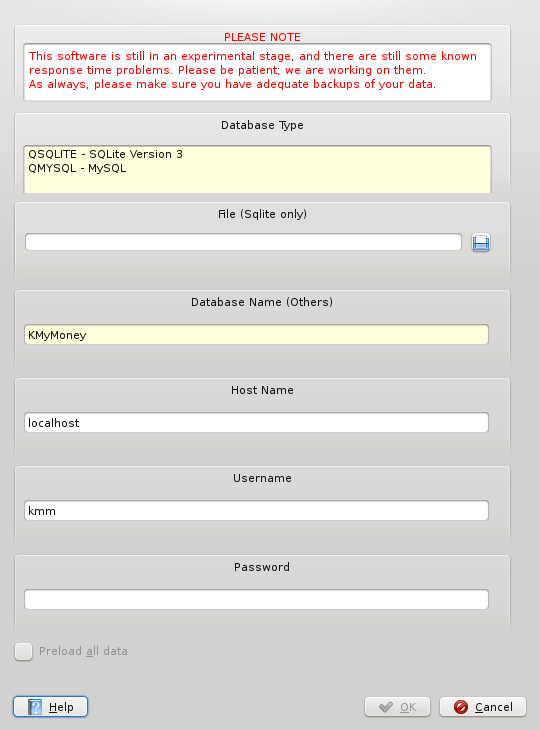 PLEASE NOTE
This software is still in an experimental stage, and there are still some known
response time problems. Please be patient; we are working on them.
As always, please make sure you have adequate backups of your data.
Database Type
QSQLITE - SQLite Version 3
QMYSQL - MySQL
File (Sqlite only)
Database Name (Others)
KMyMoney
Host Name
localhost
Username
kmm
Password
Preload all data
Help
OK
Cancel